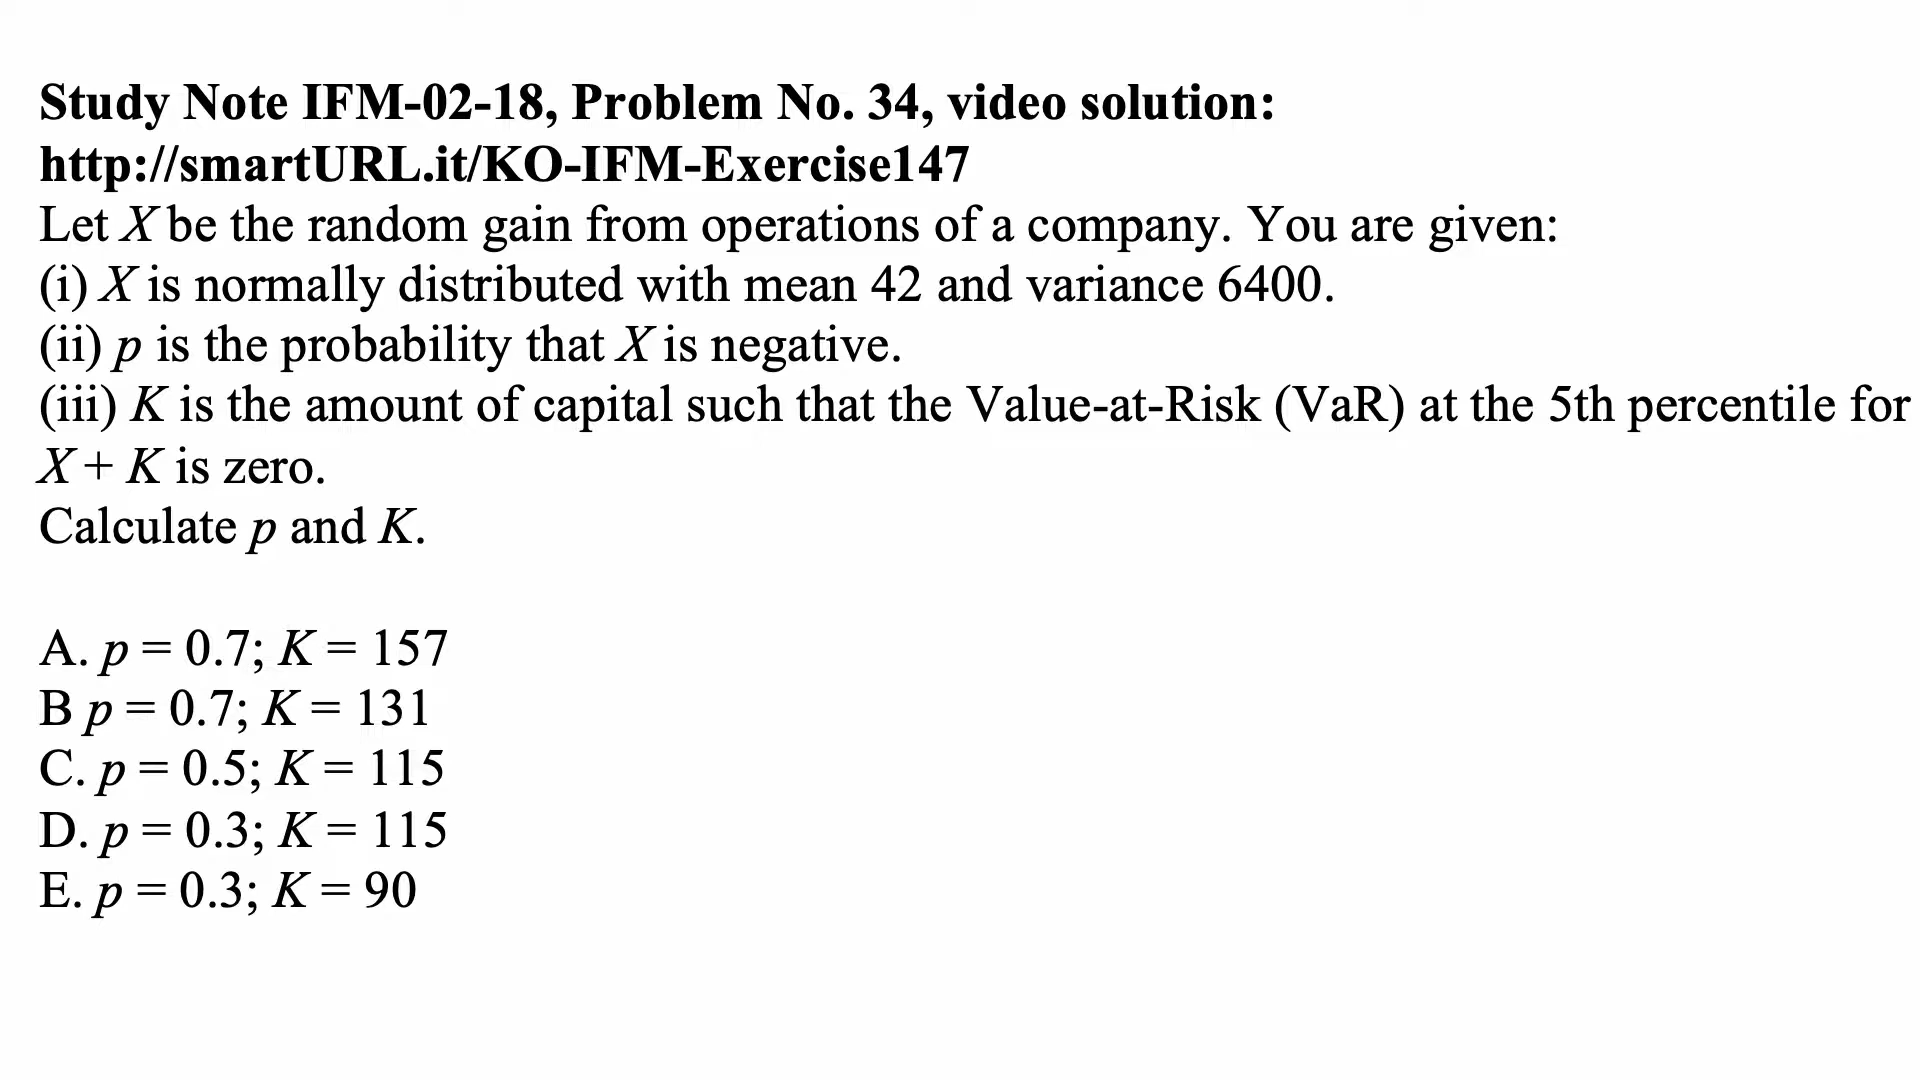 Study Note IFM-02-18, Problem No. 34, video solution:
http://smartURL.it/KO-IFM-Exercise147
Let X be the random gain from operations of a company. You are given:
(i) X is normally distributed with mean 42 and variance 6400.
(ii) p is the probability that X is negative.
(iii) K is the amount of capital such that the Value-at-Risk (VaR) at the 5th percentile for
X + K is zero.
Calculate p and K.
A. p = 0.7; K = 157
B p = 0.7; K = 131
C. p = 0.5; K = 115
D. p = 0.3; K = 115
E. p = 0.3; K = 90